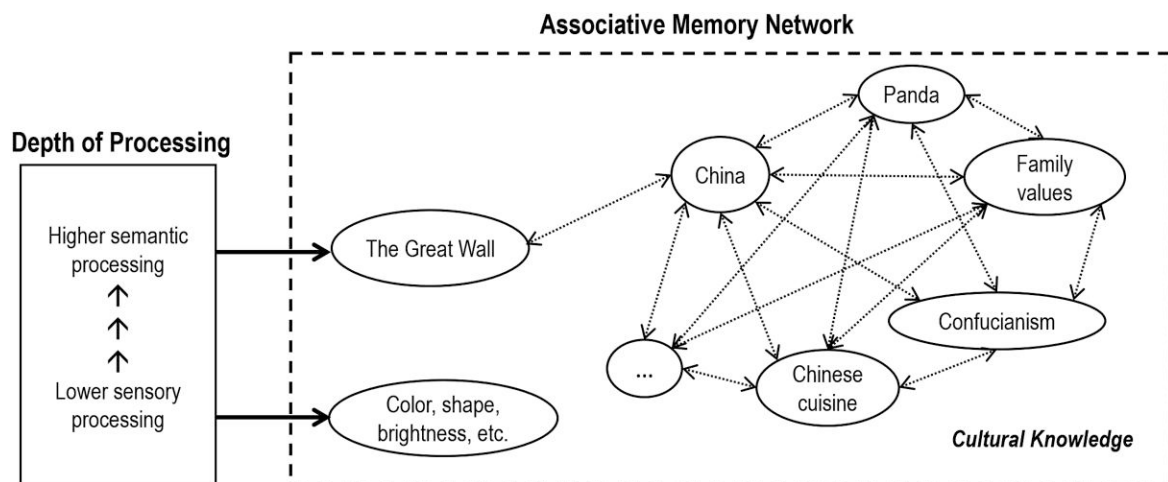 Associative Memory Network
Depth of Processing
Higher semantic
processing
Lower sensory
processing
The Great Wall
Color, shape,
brightness, etc.
Panda
China
Family
values
Confucianism
...
Chinese
cuisine
Cultural Knowledge